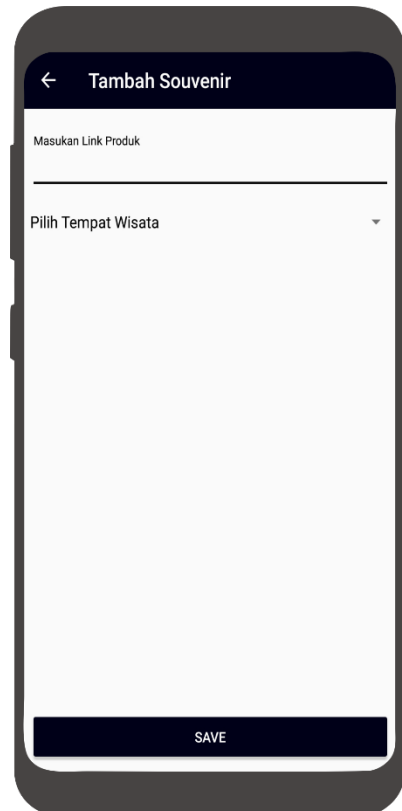 Tambah Souvenir
Masukan Link Produk
Pilih Tempat Wisata
SAVE